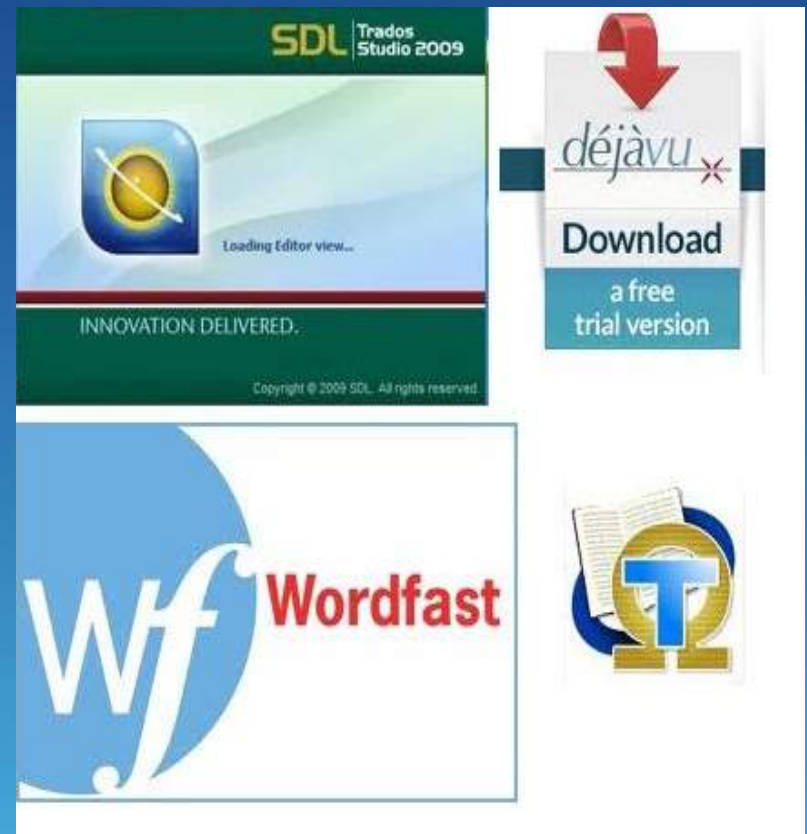 SDL Trados
Studio 2009
Loading Editor view...
INNOVATION DELIVERED.
Copyright © 2009 SDL. All rights reserved.
déjàvu
Download
a free
trial version
Wf
Wordfast
TΩ